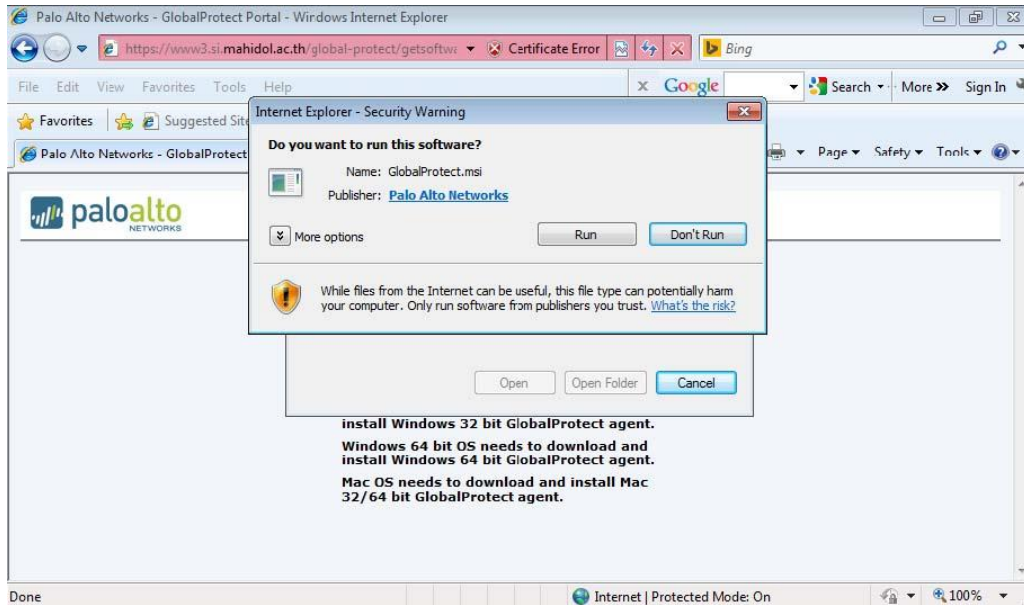 Palo Alto Networks - GlobalProtect Portal - Windows Internet Explorer
https://www3.si.mahidol.ac.th/global-protect/getsoftwa Certificate Error Bing
File Edit View Favorites Tools Help x Google Search More >> Sign In
Favorites Suggested Site
Palo Alto Networks - GlobalProtect Page Safety Tools
Internet Explorer - Security Warning
Do you want to run this software?
Name: GlobalProtect.msi
Publisher: Palo Alto Networks
More options Run Don't Run
While files from the Internet can be useful, this file type can potentially harm
your computer. Only run software from publishers you trust. What's the risk?
paloalto
NETWORKS
Open Open Folder Cancel
install Windows 32 bit GlobalProtect agent.
Windows 64 bit OS needs to download and
install Windows 64 bit GlobalProtect agent.
Mac OS needs to download and install Mac
32/64 bit GlobalProtect agent.
Done Internet | Protected Mode: On 100%